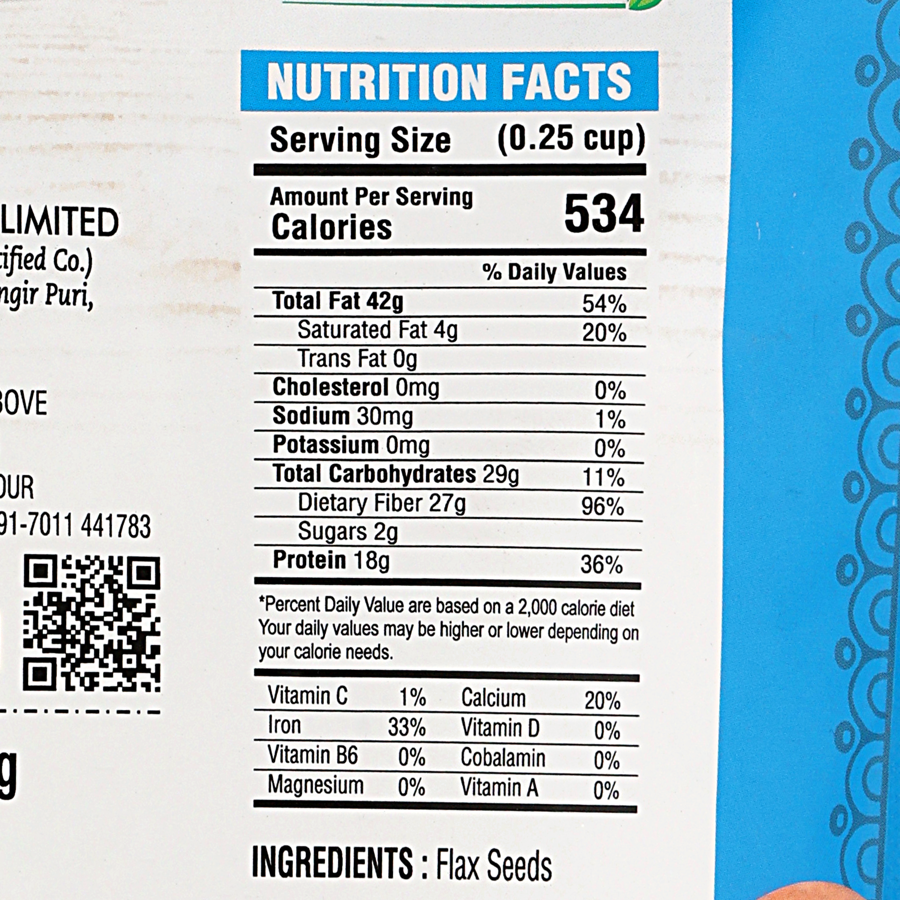 NUTRITION FACTS
Serving Size (0.25 cup)
Amount Per Serving
Calories 534
% Daily Values
Total Fat 42g 54%
Saturated Fat 4g 20%
Trans Fat 0g
Cholesterol 0mg 0%
Sodium 30mg 1%
Potassium 0mg 0%
Total Carbohydrates 29g 11%
Dietary Fiber 27g 96%
Sugars 2g
Protein 18g 36%
*Percent Daily Value are based on a 2,000 calorie diet
Your daily values may be higher or lower depending on
your calorie needs.
Vitamin C 1% Calcium 20%
Iron 33% Vitamin D 0%
Vitamin B6 0% Cobalamin 0%
Magnesium 0% Vitamin A 0%
INGREDIENTS : Flax Seeds
LIMITED
Co.)
Puri,
91-7011 441783
g